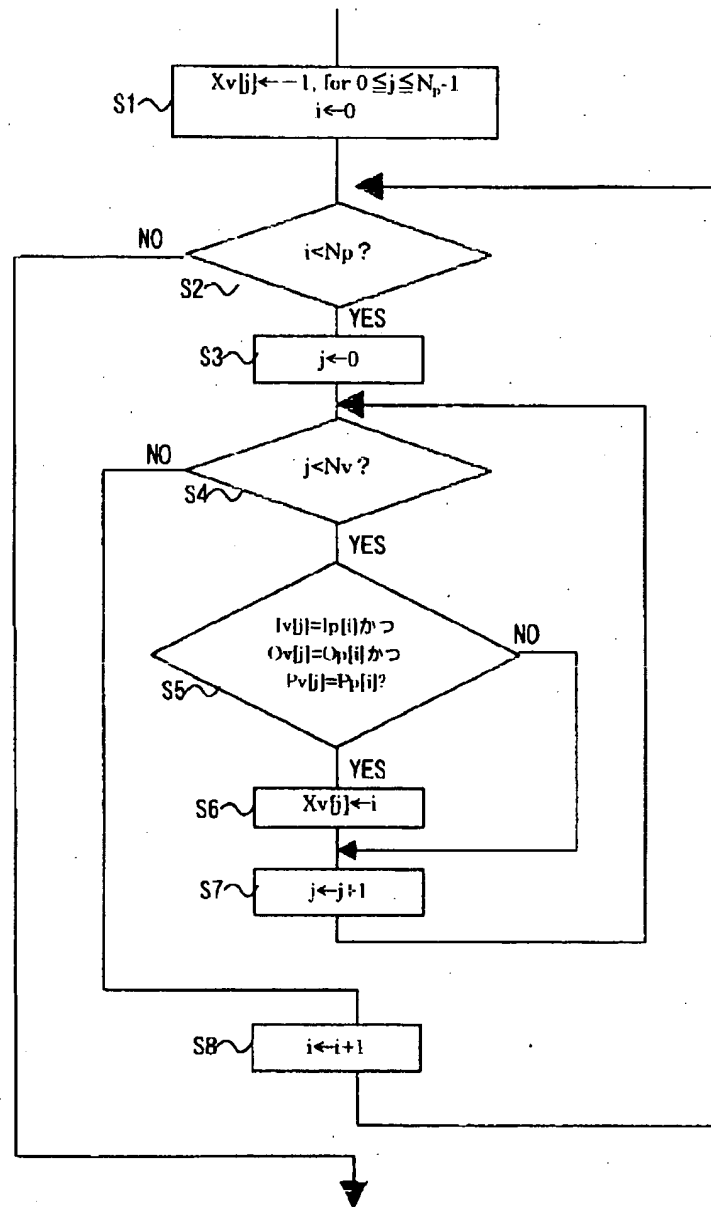 Xv[j]←−1, for 0≦j≦Np-1
S1
i←0
NO
i<Np?
S2
YES
S3
j←0
NO
j<Nv?
S4
YES
Iv[j]=Ip[i]かつ
NO
Ov[j]=Op[i]かつ
Pv[j]=Pp[i]?
S5
YES
S6
Xv[j]←i
S7
j←j+1
S8
i←i+1